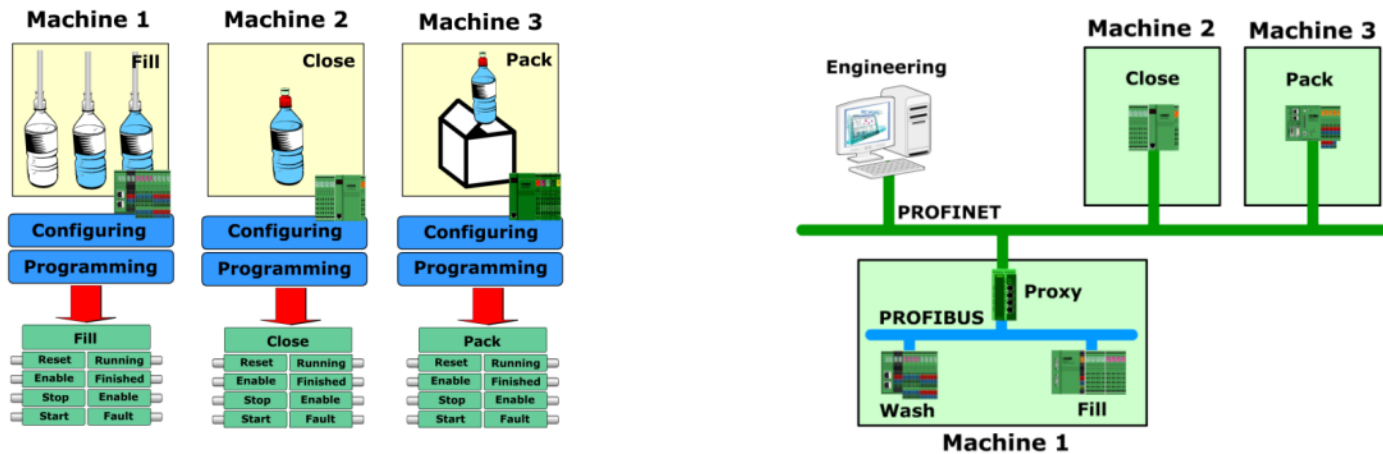 Machine 1
Machine 2
Machine 3
Fill
Close
Pack
Configuring
Configuring
Configuring
Programming
Programming
Programming
Fill
Reset Running
Enable Finished
Stop Enable
Start Fault
Close
Reset Running
Enable Finished
Stop Enable
Start Fault
Pack
Reset Running
Enable Finished
Stop Enable
Start Fault
Machine 2
Machine 3
Engineering
Close
Pack
PROFINET
Proxy
PROFIBUS
Wash
Fill
Machine 1